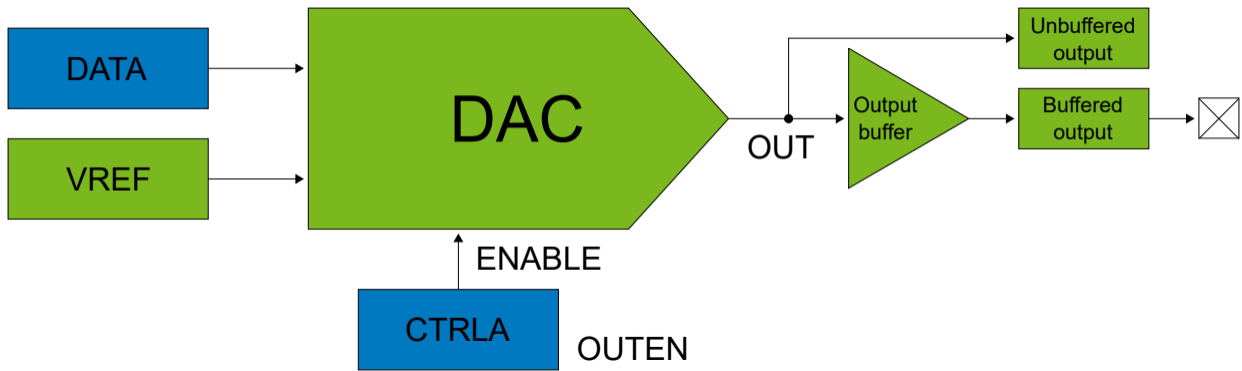 DATA
VREF
DAC
ENABLE
CTRLA
OUTEN
OUT
Output
buffer
Unbuffered
output
Buffered
output